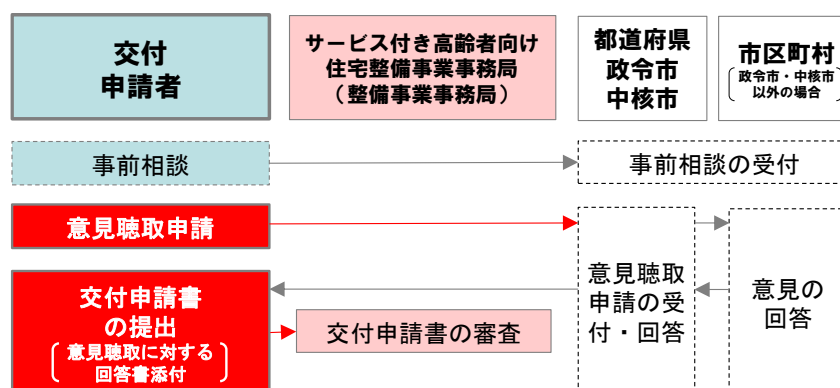 交付
申請者
サービス付き高齢者向け
住宅整備事業事務局
(整備事業事務局)
都道府県
政令市
中核市
市区町村
(政令市・中核市
以外の場合)
事前相談
事前相談の受付
意見聴取申請
交付申請書
の提出
(意見聴取に対する
回答書添付)
交付申請書の審査
意見聴取
申請の受
付・回答
意見の
回答